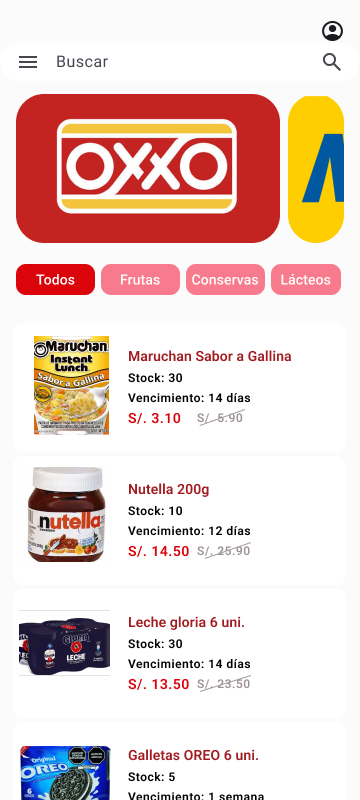 Buscar
OXXO
Todos
Frutas
Conservas
Lácteos
Maruchan
Instant
Lunch
Sabor a Gallina
Maruchan Sabor a Gallina
Stock: 30
Vencimiento: 14 días
S/. 3.10 S/. 5.90
nutella
Nutella 200g
Stock: 10
Vencimiento: 12 días
S/. 14.50 S/. 25.90
GLORIA
LECHE
Leche gloria 6 uni.
Stock: 30
Vencimiento: 14 días
S/. 13.50 S/. 23.50
Original
OREO
6
Galletas OREO 6 uni.
Stock: 5
Vencimiento: 1 semana